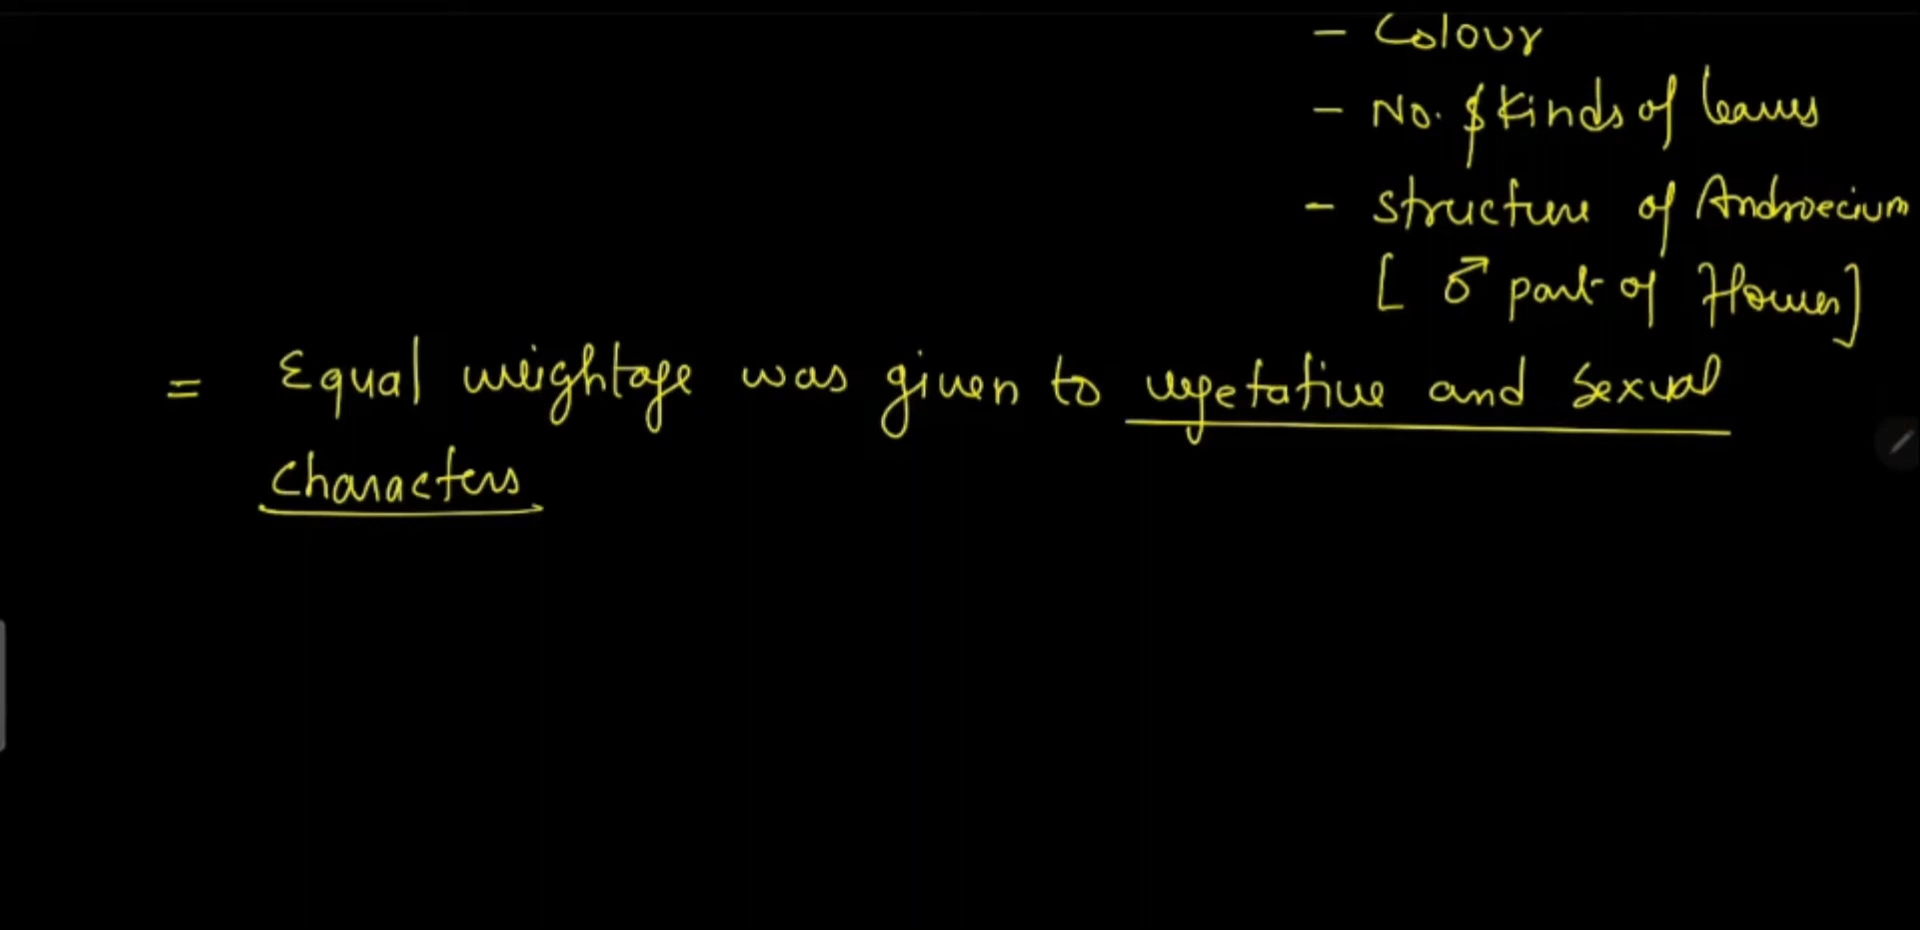 - Colour
- No. & Kinds of leaves
- Structure of Androecium
[ ♂ part of flower]
= Equal weightage was given to vegetative and sexual
characters